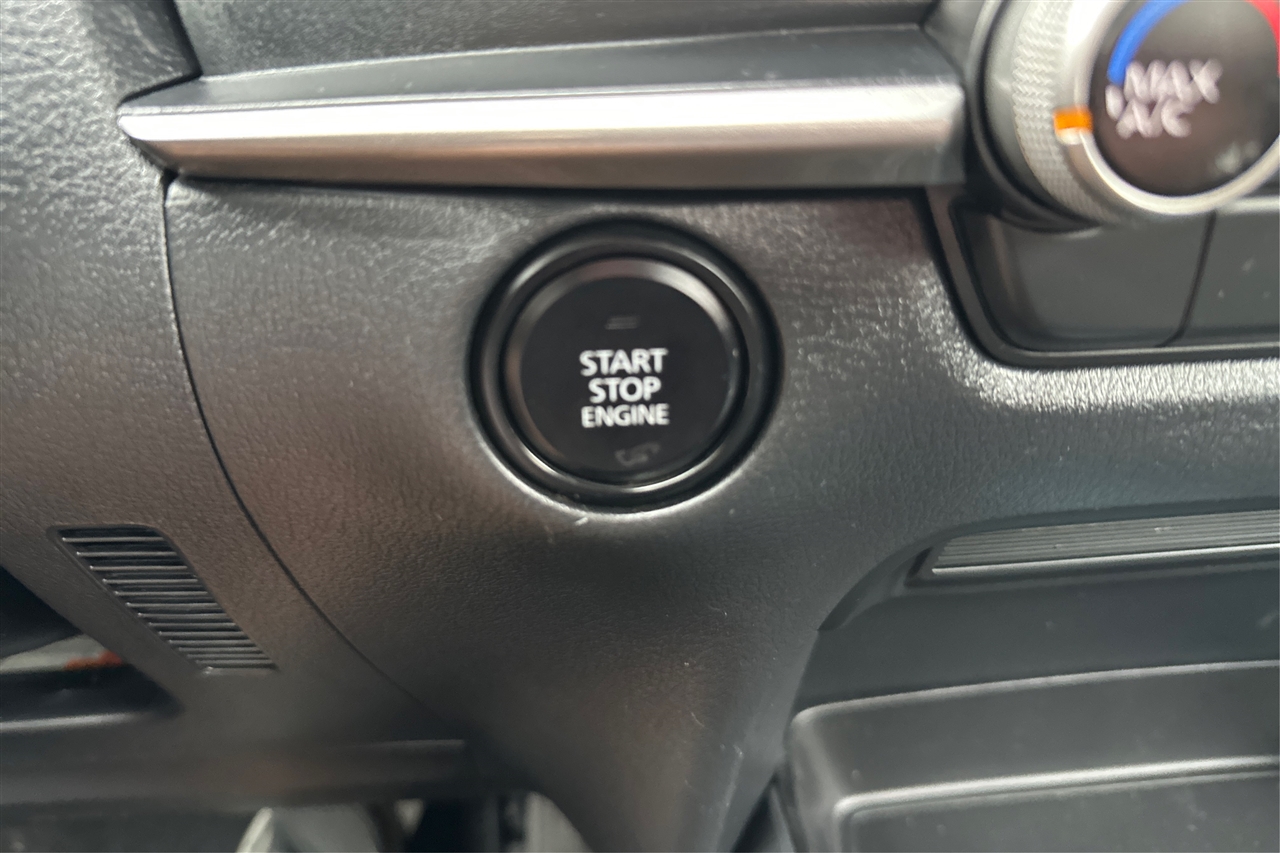 MAX
A/C
START
STOP
ENGINE